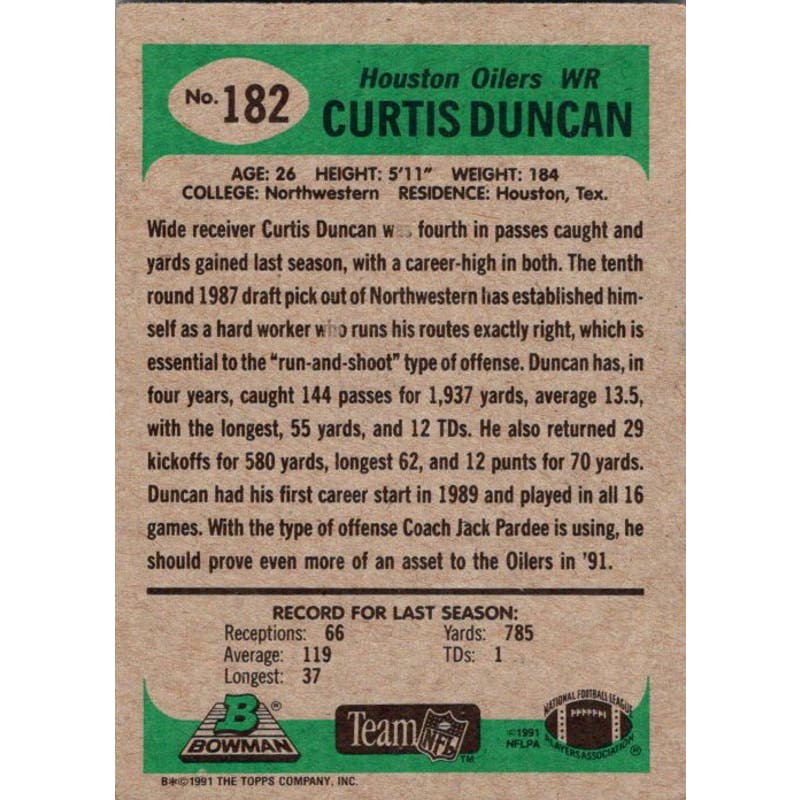 No. 182
Houston Oilers WR
CURTIS DUNCAN
AGE: 26 HEIGHT: 5'11" WEIGHT: 184
COLLEGE: Northwestern RESIDENCE: Houston, Tex.
Wide receiver Curtis Duncan was fourth in passes caught and
yards gained last season, with a career-high in both. The tenth
round 1987 draft pick out of Northwestern has established him-
self as a hard worker who runs his routes exactly right, which is
essential to the "run-and-shoot" type of offense. Duncan has, in
four years, caught 144 passes for 1,937 yards, average 13.5,
with the longest, 55 yards, and 12 TDs. He also returned 29
kickoffs for 580 yards, longest 62, and 12 punts for 70 yards.
Duncan had his first career start in 1989 and played in all 16
games. With the type of offense Coach Jack Pardee is using, he
should prove even more of an asset to the Oilers in '91.
RECORD FOR LAST SEASON:
Receptions: 66 Yards: 785
Average: 119 TDs: 1
Longest: 37
B ®
BOWMAN
Team NFL ™
©1991
NFLPA
NATIONAL FOOTBALL LEAGUE
PLAYERS ASSOCIATION ®
B*©1991 THE TOPPS COMPANY, INC.